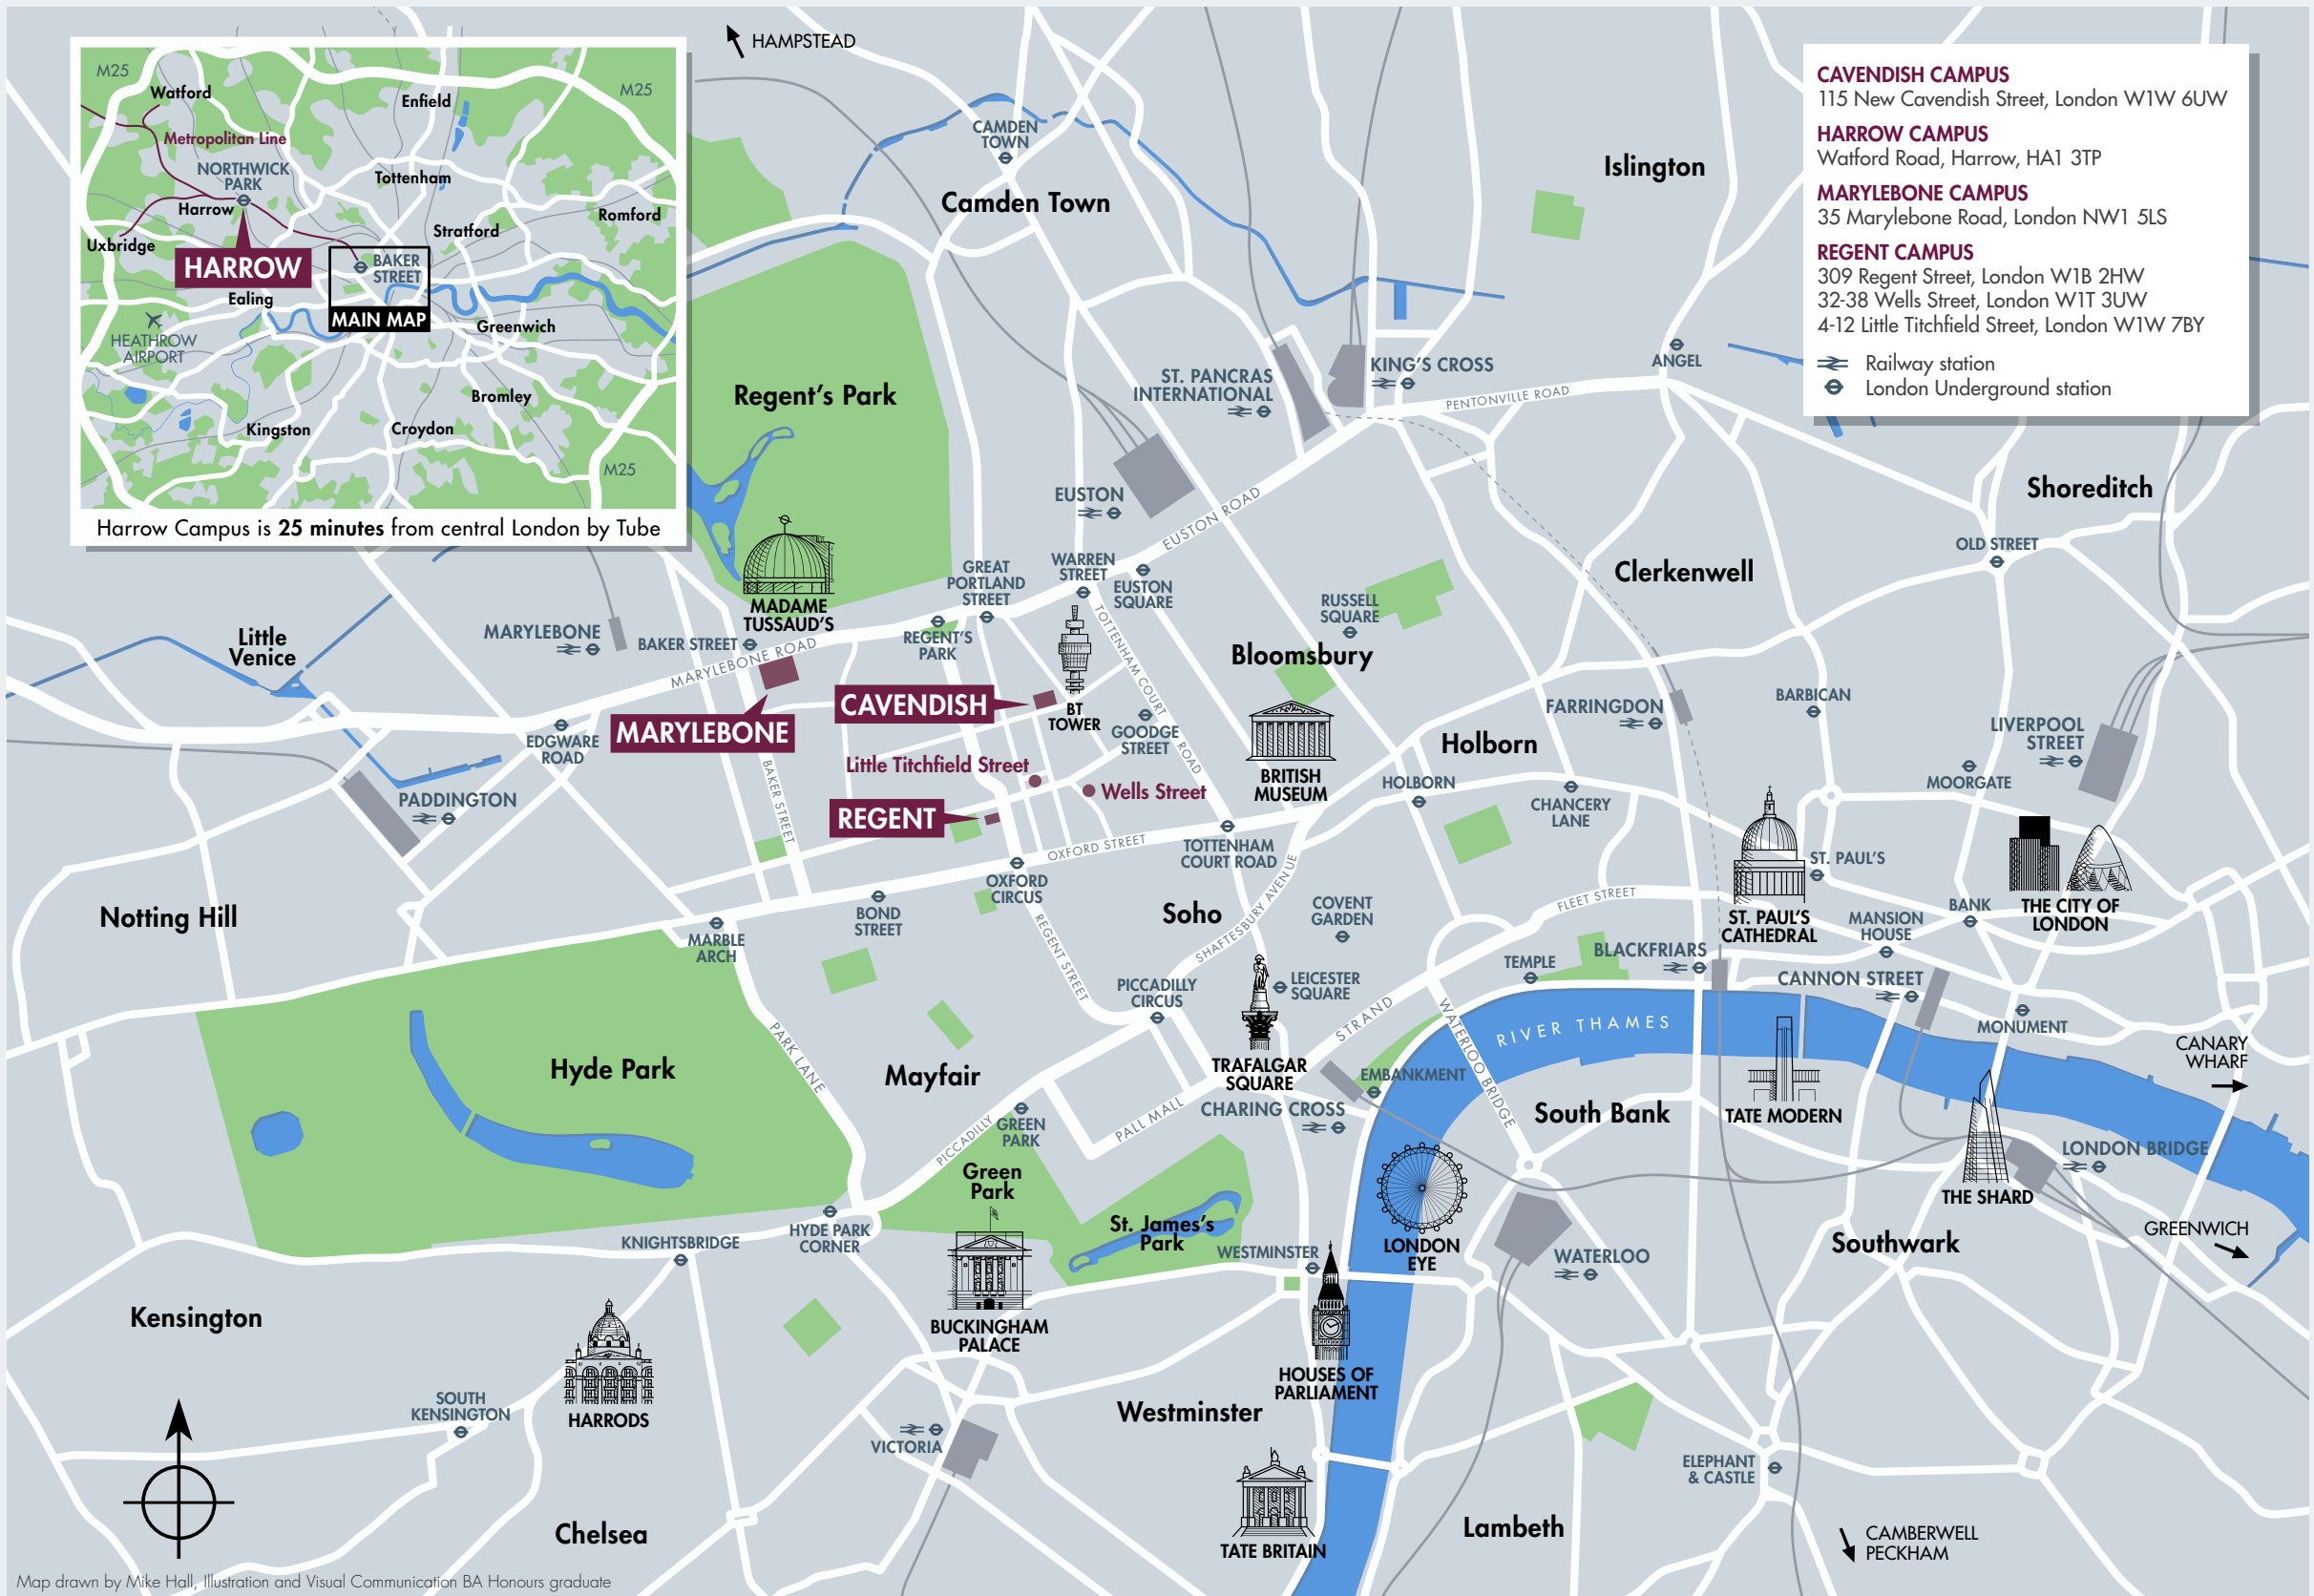 HAMPSTEAD
M25
M25
Watford
Enfield
Metropolitan Line
NORTHWICK
PARK
Tottenham
Harrow
Romford
Uxbridge
Stratford
HARROW
BAKER
STREET
Ealing
MAIN MAP
Greenwich
HEATHROW
AIRPORT
Bromley
Kingston
Croydon
M25
Harrow Campus is 25 minutes from central London by Tube
CAVENDISH CAMPUS
115 New Cavendish Street, London W1W 6UW
HARROW CAMPUS
Watford Road, Harrow, HA1 3TP
MARYLEBONE CAMPUS
35 Marylebone Road, London NW1 5LS
REGENT CAMPUS
309 Regent Street, London W1B 2HW
32-38 Wells Street, London W1T 3UW
4-12 Little Titchfield Street, London W1W 7BY
Railway station
London Underground station
CAMDEN
TOWN
Camden Town
Islington
Regent's Park
ST. PANCRAS
INTERNATIONAL
KING'S CROSS
ANGEL
PENTONVILLE ROAD
Shoreditch
EUSTON
EUSTON ROAD
OLD STREET
WARREN
STREET
GREAT
PORTLAND
STREET
EUSTON
SQUARE
Clerkenwell
MADAME
TUSSAUD'S
RUSSELL
SQUARE
Little
Venice
MARYLEBONE
BAKER STREET
REGENT'S
PARK
MARYLEBONE ROAD
TOTTENHAM COURT ROAD
Bloomsbury
CAVENDISH
BT
TOWER
FARRINGDON
BARBICAN
MARYLEBONE
EDGWARE
ROAD
GOODGE
STREET
LIVERPOOL
STREET
Holborn
Little Titchfield Street
BRITISH
MUSEUM
HOLBORN
MOORGATE
BAKER STREET
Wells Street
PADDINGTON
CHANCERY
LANE
REGENT
OXFORD STREET
TOTTENHAM
COURT ROAD
ST. PAUL'S
OXFORD
CIRCUS
SHAFTESBURY AVENUE
FLEET STREET
Notting Hill
BOND
STREET
Soho
COVENT
GARDEN
ST. PAUL'S
CATHEDRAL
MANSION
HOUSE
BANK
THE CITY OF
LONDON
MARBLE
ARCH
REGENT STREET
TEMPLE
BLACKFRIARS
CANNON STREET
PICCADILLY
CIRCUS
LEICESTER
SQUARE
STRAND
WATERLOO BRIDGE
RIVER THAMES
MONUMENT
PARK LANE
CANARY
WHARF
Hyde Park
Mayfair
TRAFALGAR
SQUARE
EMBANKMENT
CHARING CROSS
South Bank
TATE MODERN
PALL MALL
GREEN
PARK
PICCADILLY
LONDON BRIDGE
Green
Park
THE SHARD
St. James's
Park
HYDE PARK
CORNER
GREENWICH
KNIGHTSBRIDGE
WESTMINSTER
LONDON
EYE
WATERLOO
Southwark
Kensington
BUCKINGHAM
PALACE
HOUSES OF
PARLIAMENT
SOUTH
KENSINGTON
HARRODS
Westminster
VICTORIA
ELEPHANT
& CASTLE
Chelsea
TATE BRITAIN
Lambeth
CAMBERWELL
PECKHAM
Map drawn by Mike Hall, Illustration and Visual Communication BA Honours graduate